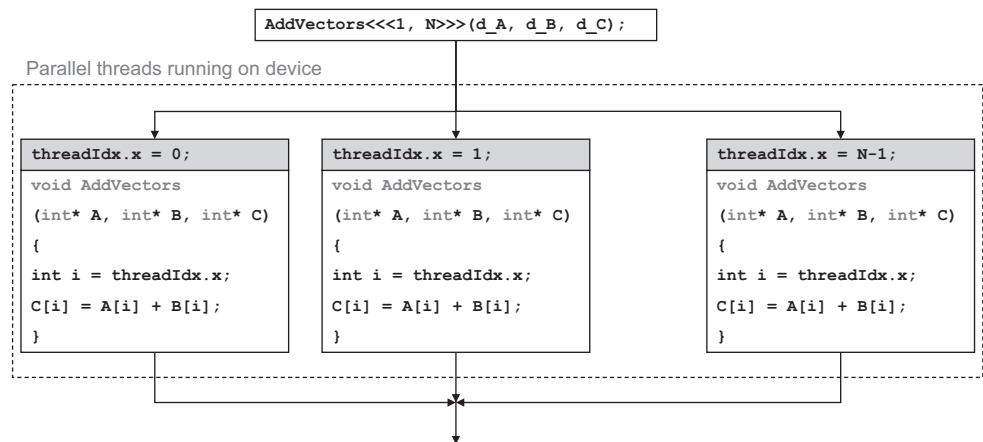 AddVectors<<<1, N>>>(d_A, d_B, d_C);
Parallel threads running on device
threadIdx.x = 0;
void AddVectors
(int* A, int* B, int* C)
{
int i = threadIdx.x;
C[i] = A[i] + B[i];
}
threadIdx.x = 1;
void AddVectors
(int* A, int* B, int* C)
{
int i = threadIdx.x;
C[i] = A[i] + B[i];
}
threadIdx.x = N-1;
void AddVectors
(int* A, int* B, int* C)
{
int i = threadIdx.x;
C[i] = A[i] + B[i];
}